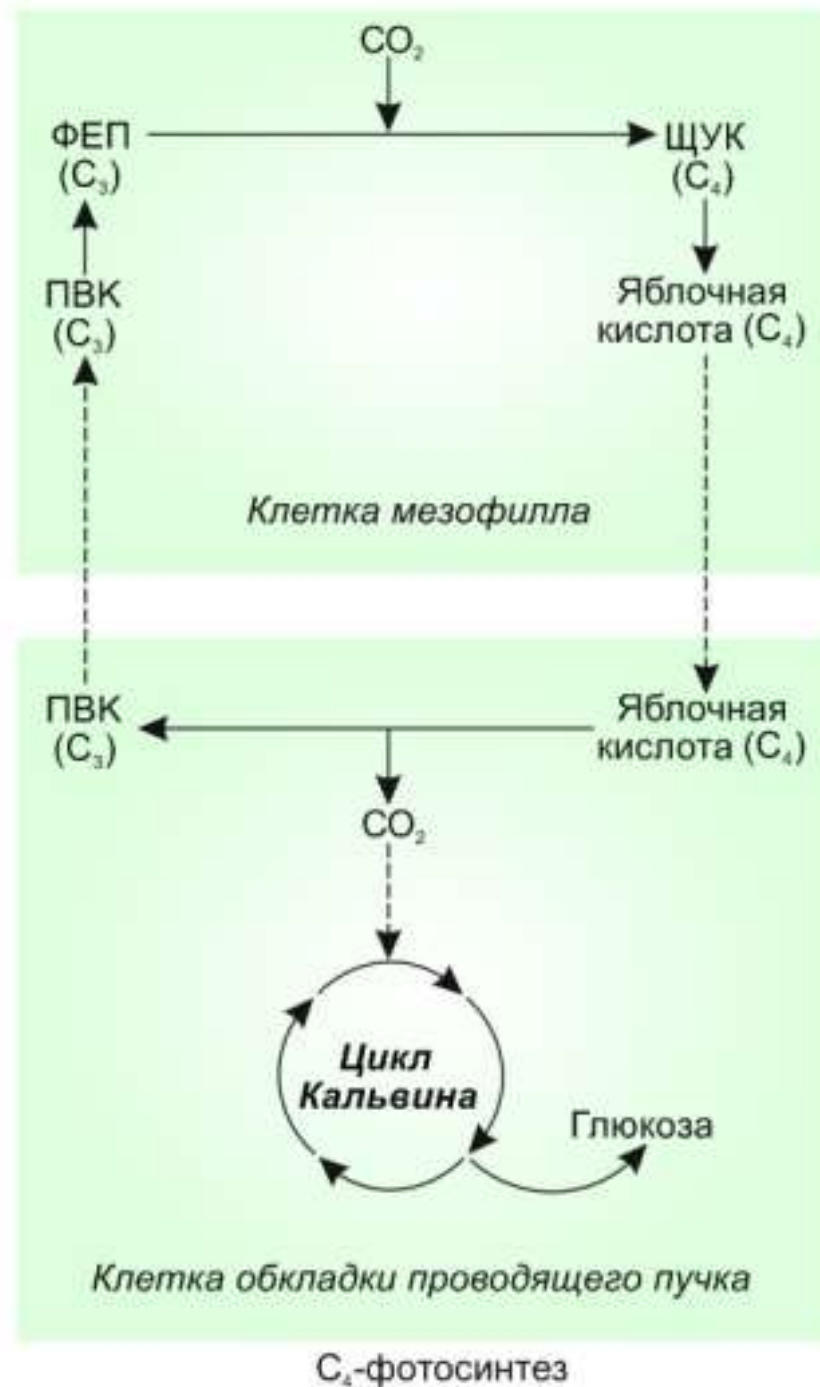 CO₂
ФЕП
(C₃)
ЩУК
(C₄)
ПВК
(C₃)
Яблочная
кислота (C₄)
Клетка мезофилла
ПВК
(C₃)
Яблочная
кислота (C₄)
CO₂
Цикл
Кальвина
Глюкоза
Клетка обкладки проводящего пучка
C₄-фотосинтез